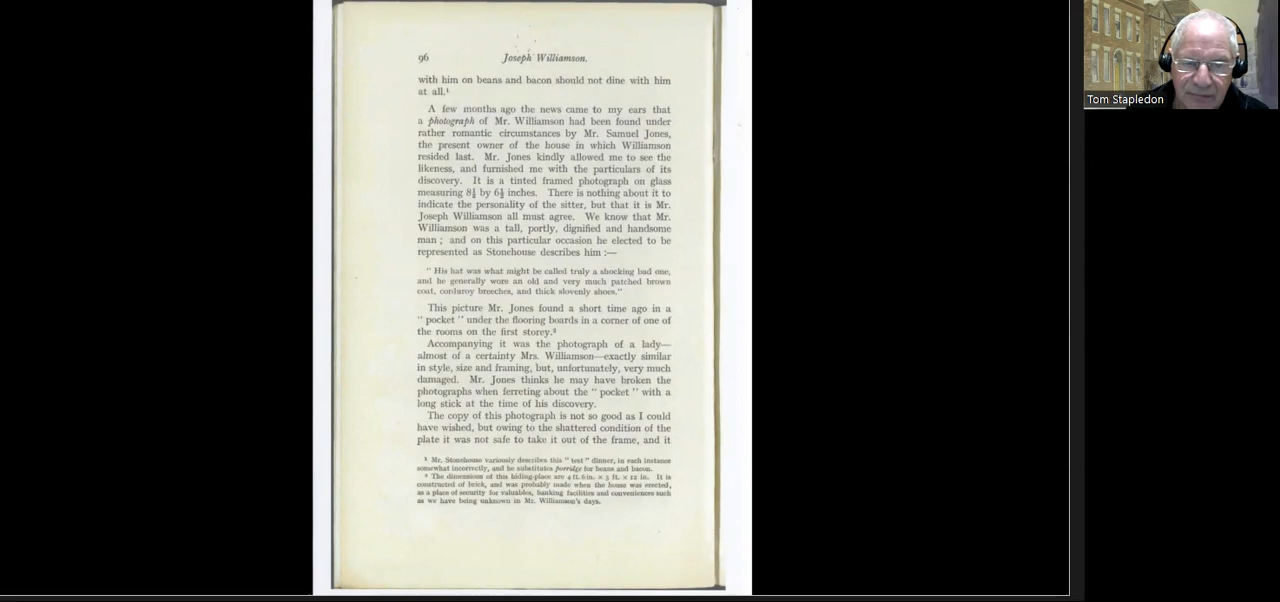 96 Joseph Williamson.
with him on beans and bacon should not dine with him
at all.¹
A few months ago the news came to my ears that
a photograph of Mr. Williamson had been found under
rather romantic circumstances by Mr. Samuel Jones,
the present owner of the house in which Williamson
resided last. Mr. Jones kindly allowed me to see the
likeness, and furnished me with the particulars of its
discovery. It is a tinted framed photograph on glass
measuring 8½ by 6½ inches. There is nothing about it to
indicate the personality of the sitter, but that it is Mr.
Joseph Williamson all must agree. We know that Mr.
Williamson was a tall, portly, dignified and handsome
man ; and on this particular occasion he elected to be
represented as Stonehouse describes him :—
" His hat was what might be called truly a shocking bad one,
and he generally wore an old and very much patched brown
coat, corduroy breeches, and thick slovenly shoes."
This picture Mr. Jones found a short time ago in a
" pocket " under the flooring boards in a corner of one of
the rooms on the first storey.²
Accompanying it was the photograph of a lady—
almost of a certainty Mrs. Williamson—exactly similar
in style, size and framing, but, unfortunately, very much
damaged. Mr. Jones thinks he may have broken the
photographs when ferreting about the " pocket " with a
long stick at the time of his discovery.
The copy of this photograph is not so good as I could
have wished, but owing to the shattered condition of the
plate it was not safe to take it out of the frame, and it
¹ Mr. Stonehouse variously describes this " test " dinner, in each instance
somewhat incorrectly, and he substitutes porridge for beans and bacon.
² The dimensions of this hiding-place are 4 ft. 6 in. × 3 ft. × 12 in. It is
constructed of brick, and was probably made when the house was erected,
as a place of security for valuables, banking facilities and conveniences such
as we have being unknown in Mr. Williamson's days.
Tom Stapledon